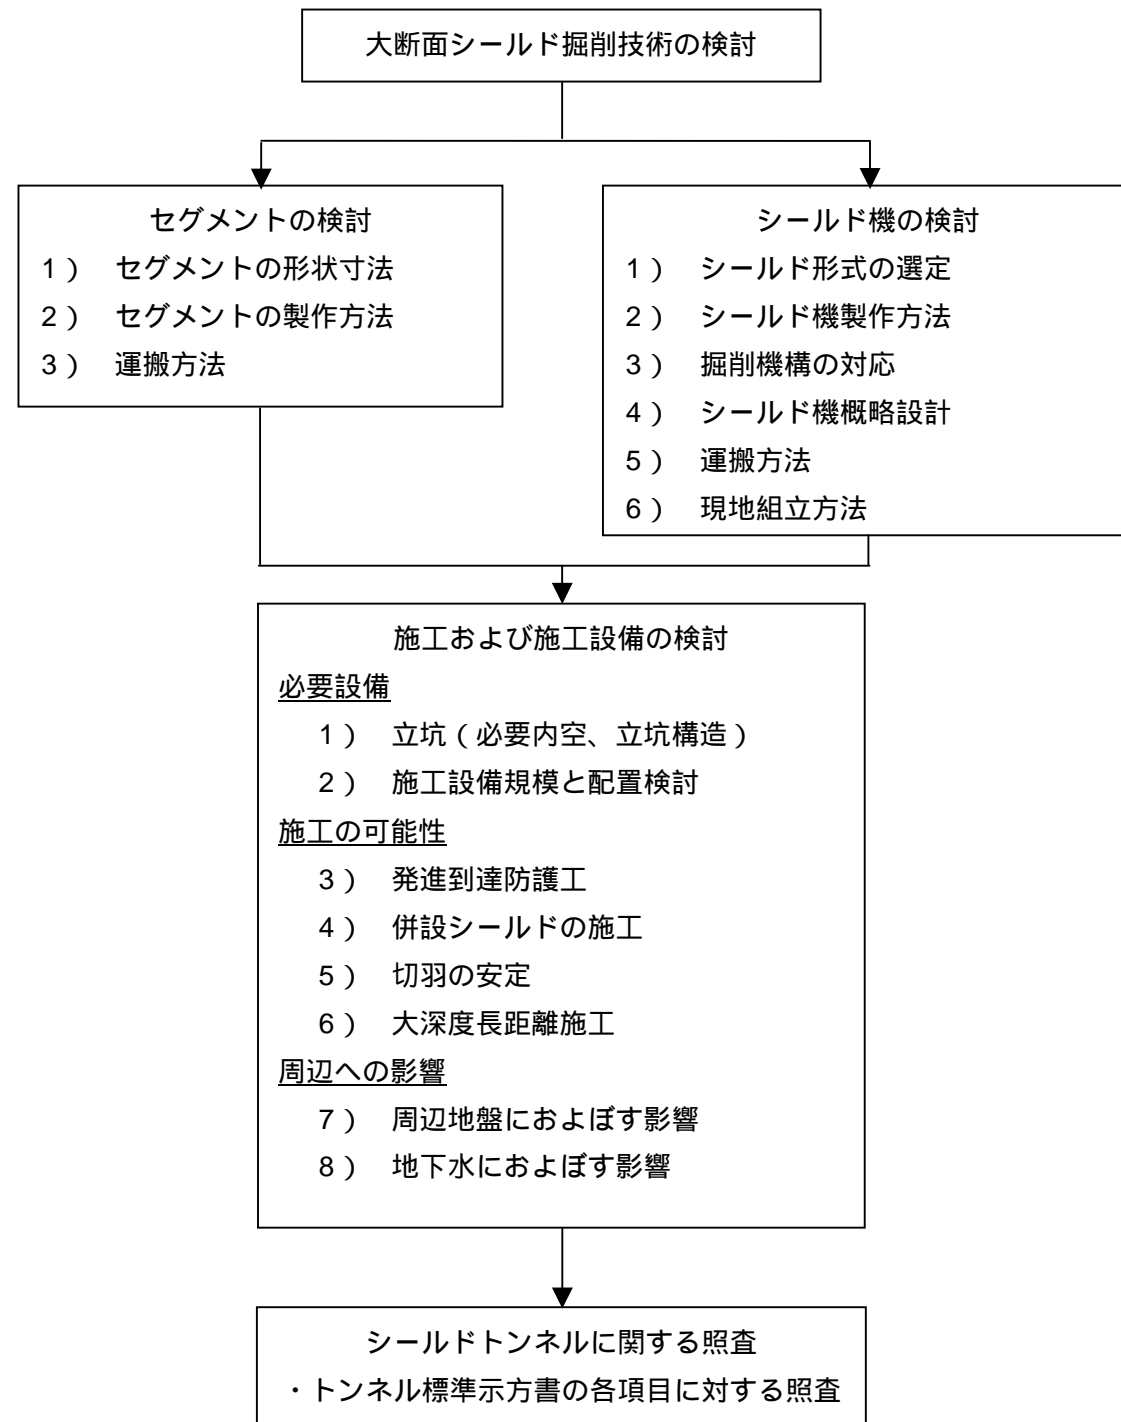 大断面シールド掘削技術の検討
セグメントの検討
1） セグメントの形状寸法
2） セグメントの製作方法
3） 運搬方法
シールド機の検討
1） シールド形式の選定
2） シールド機製作方法
3） 掘削機構の対応
4） シールド機概略設計
5） 運搬方法
6） 現地組立方法
施工および施工設備の検討
必要設備
1） 立坑（必要内空、立坑構造）
2） 施工設備規模と配置検討
施工の可能性
3） 発進到達防護工
4） 併設シールドの施工
5） 切羽の安定
6） 大深度長距離施工
周辺への影響
7） 周辺地盤におよぼす影響
8） 地下水におよぼす影響
シールドトンネルに関する照査
・トンネル標準示方書の各項目に対する照査